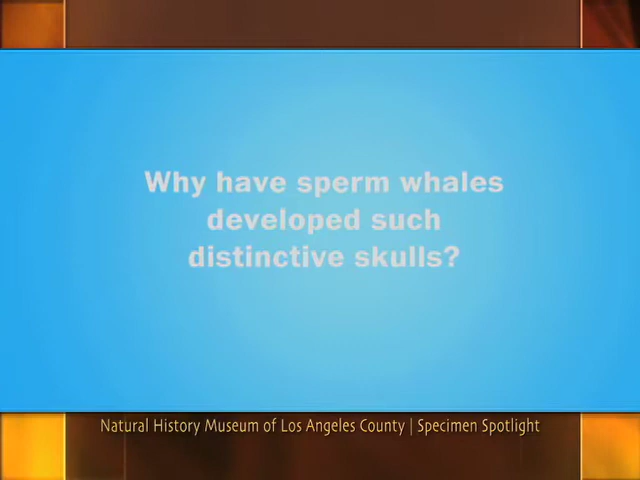 Why have sperm whales
developed such
distinctive skulls?
Natural History Museum of Los Angeles County | Specimen Spotlight